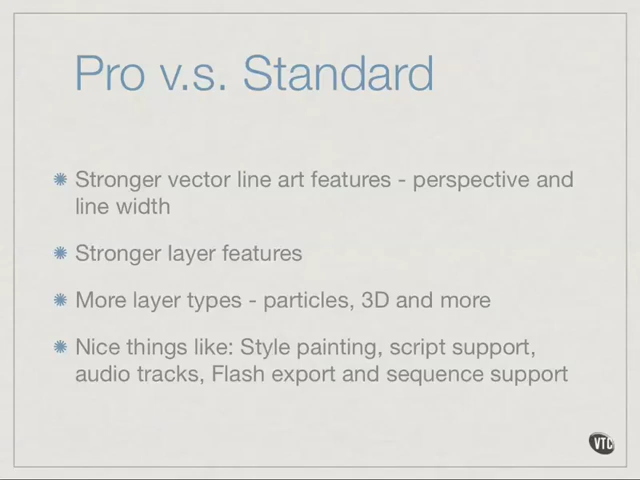 Pro v.s. Standard
Stronger vector line art features - perspective and
line width
Stronger layer features
More layer types - particles, 3D and more
Nice things like: Style painting, script support,
audio tracks, Flash export and sequence support
VTC